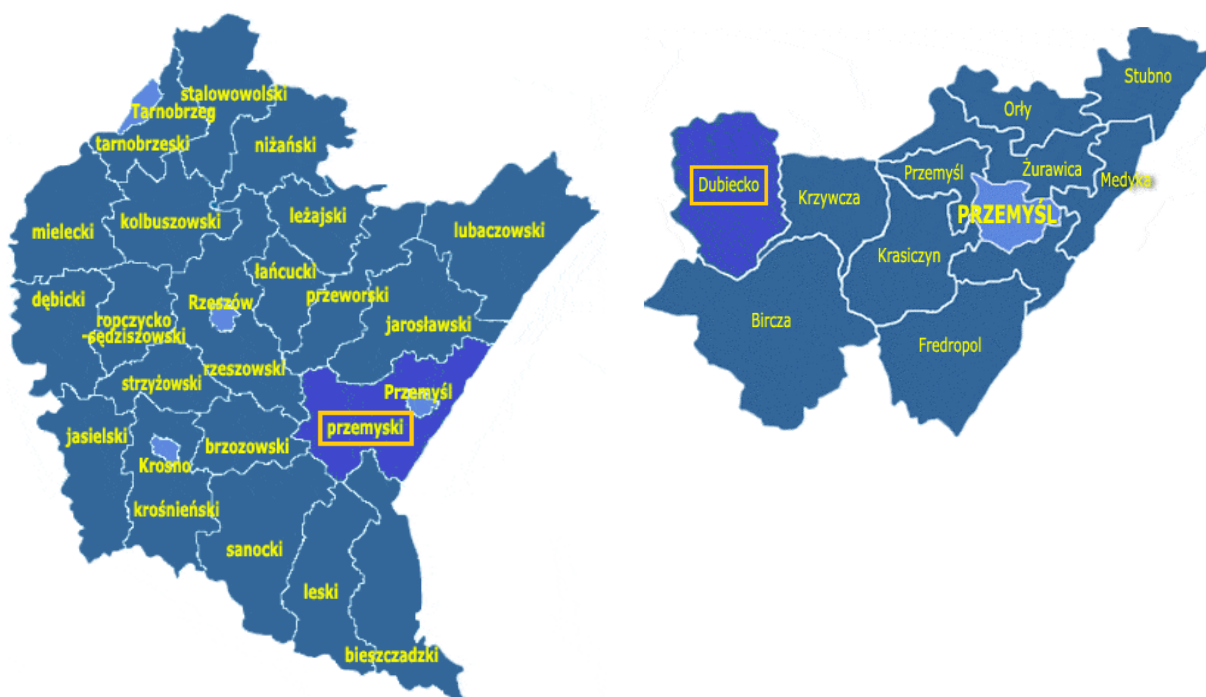 stalowowolski
Tarnobrzeg
tarnobrzeski
niżański
leżajski
kolbuszowski
mielecki
lubaczowski
łańcucki
dębicki
Rzeszów
przeworski
ropczycko
-sędziszowski
jarosławski
rzeszowski
strzyżowski
Przemyśl
przemyski
jasielski
brzozowski
Krosno
krośnieński
sanocki
leski
bieszczadzki
Stubno
Orły
Przemyśl
Żurawica
Medyka
Dubiecko
Krzywcza
PRZEMYŚL
Krasiczyn
Bircza
Fredropol